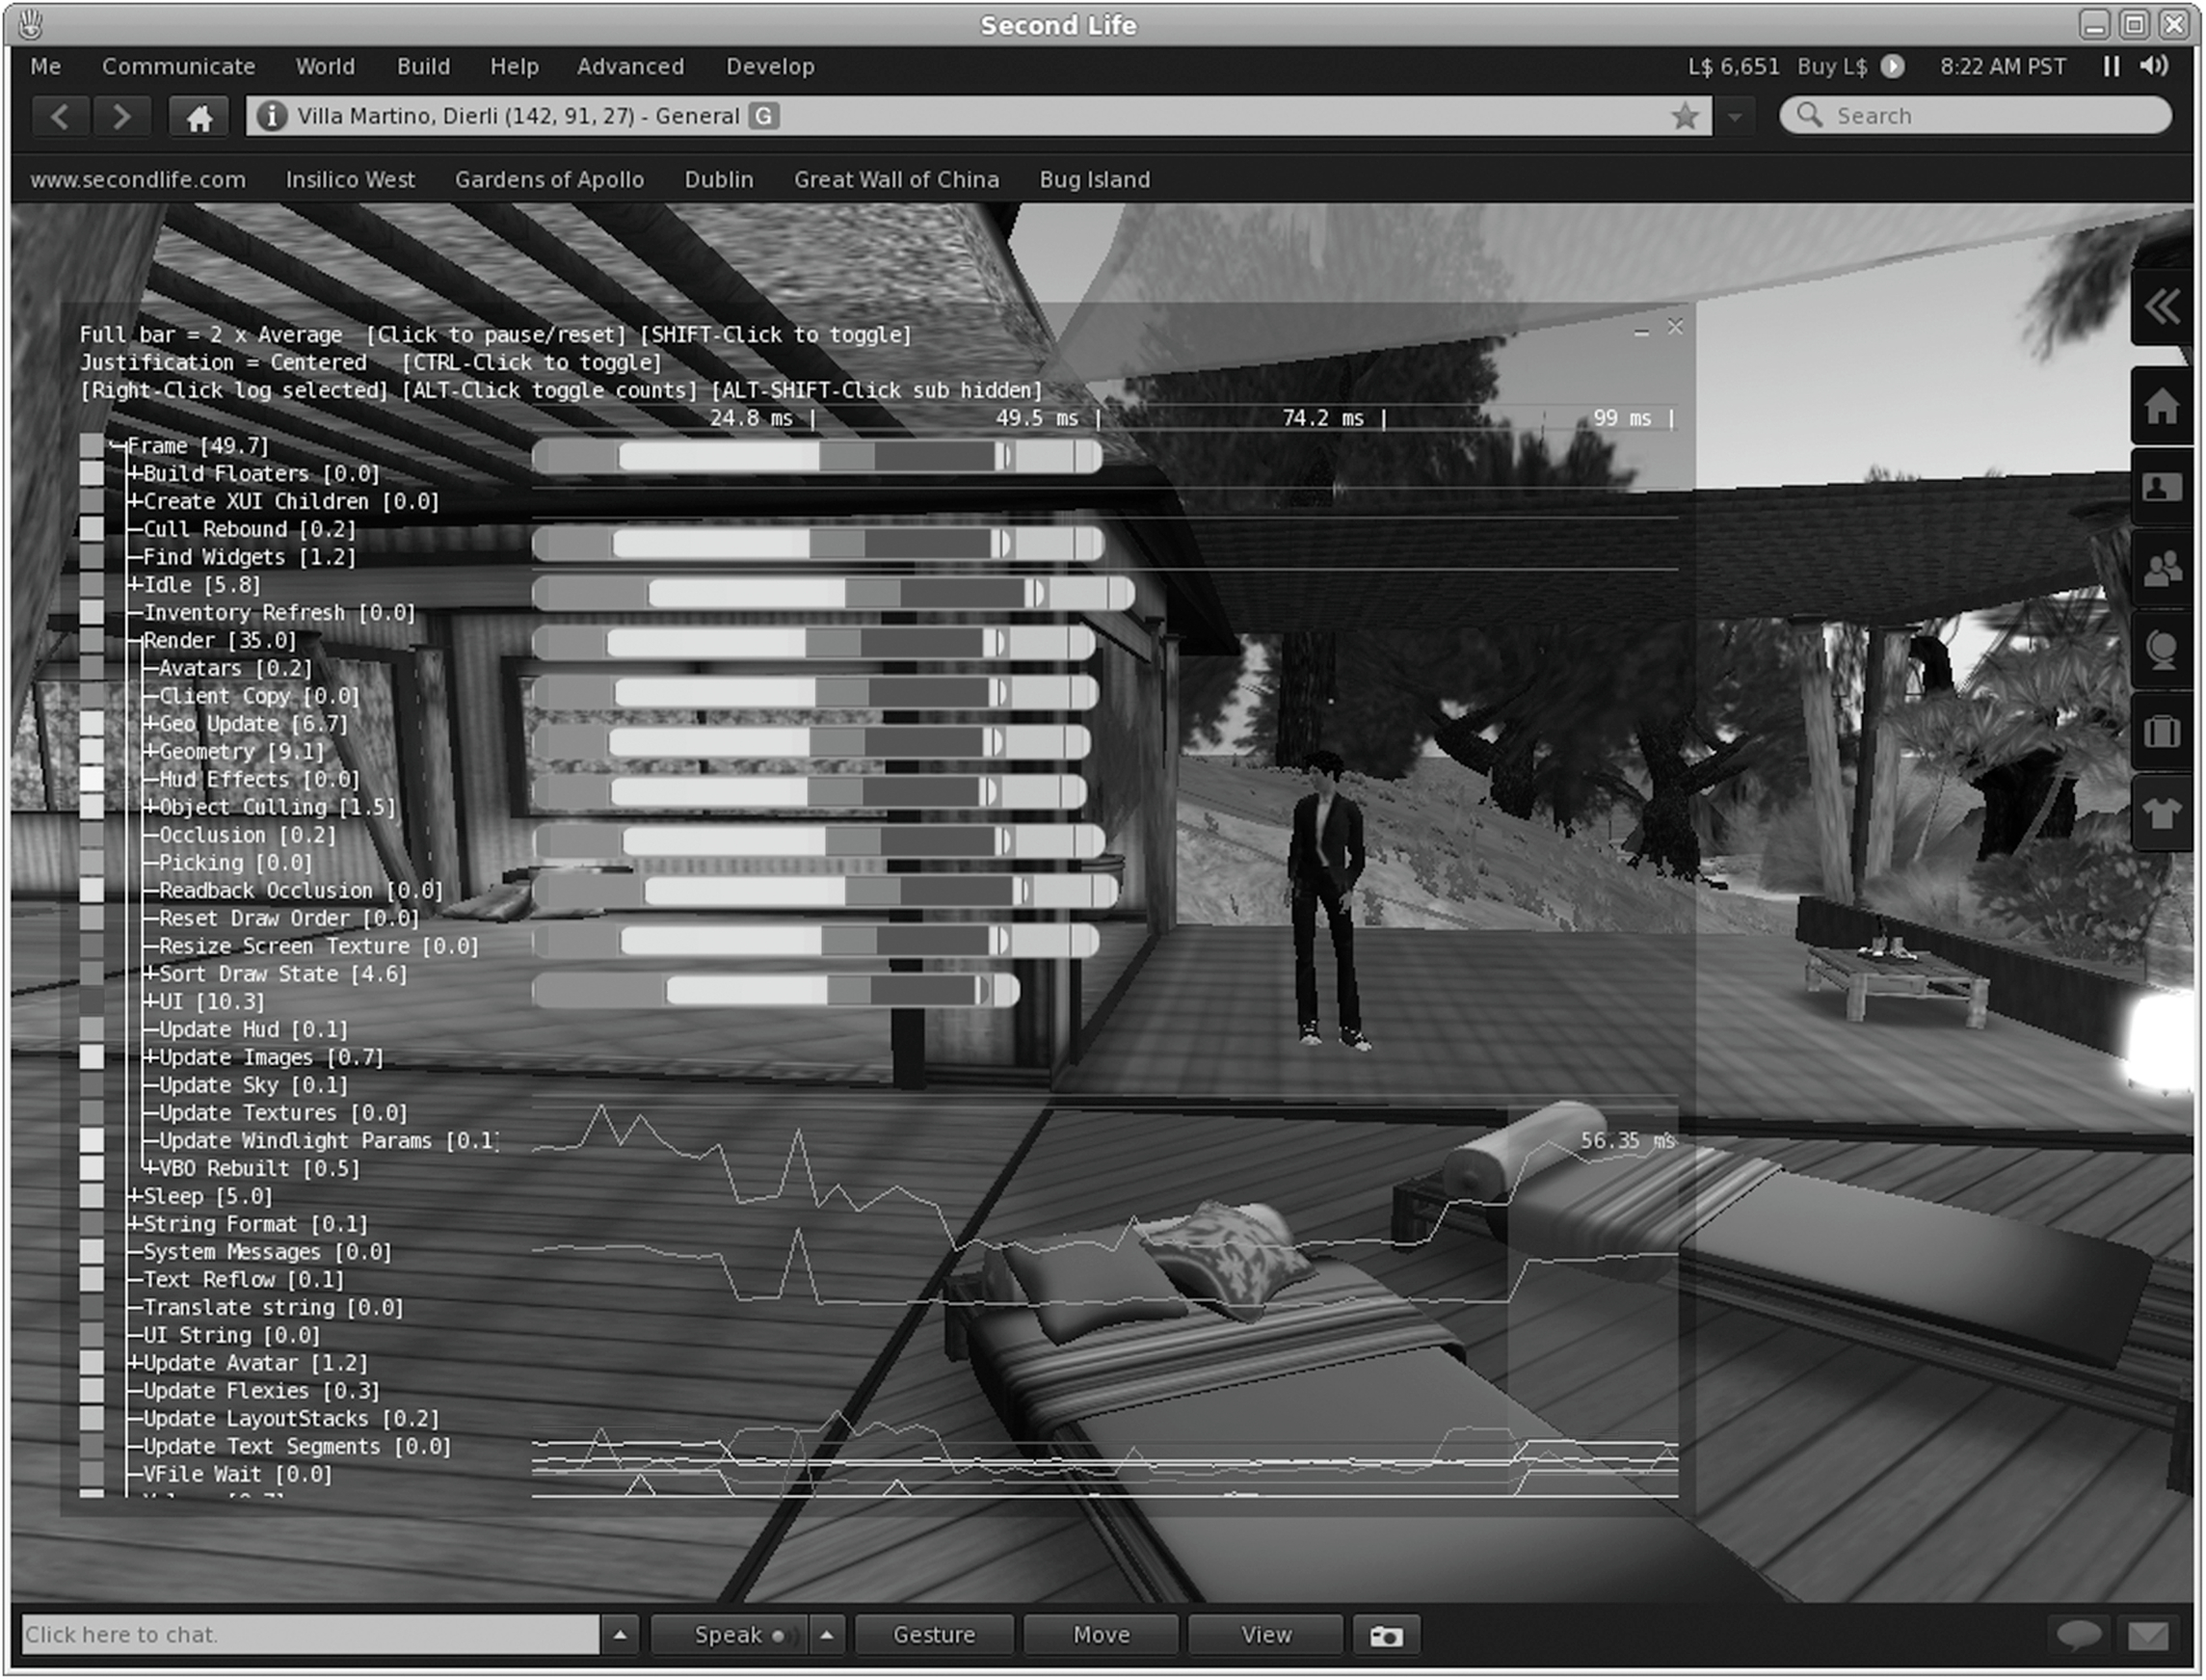 Second Life
Me Communicate World Build Help Advanced Develop L$ 6,651 Buy L$ 8:22 AM PST
Villa Martino, Dierli (142, 91, 27) - General G Search
www.secondlife.com Insilico West Gardens of Apollo Dublin Great Wall of China Bug Island
Full bar = 2 x Average [Click to pause/reset] [SHIFT-Click to toggle]
Justification = Centered [CTRL-Click to toggle]
[Right-Click log selected] [ALT-Click toggle counts] [ALT-SHIFT-Click sub hidden]
24.8 ms | 49.5 ms | 74.2 ms | 99 ms |
Frame [49.7]
+Build Floaters [0.0]
+Create XUI Children [0.0]
Cull Rebound [0.2]
Find Widgets [1.2]
+Idle [5.8]
Inventory Refresh [0.0]
Render [35.0]
Avatars [0.2]
Client Copy [0.0]
+Geo Update [6.7]
+Geometry [9.1]
Hud Effects [0.0]
+Object Culling [1.5]
Occlusion [0.2]
Picking [0.0]
Readback Occlusion [0.0]
Reset Draw Order [0.0]
Resize Screen Texture [0.0]
+Sort Draw State [4.6]
+UI [10.3]
Update Hud [0.1]
+Update Images [0.7]
Update Sky [0.1]
Update Textures [0.0]
Update Windlight Params [0.1]
56.35 ms
+VBO Rebuilt [0.5]
+Sleep [5.0]
+String Format [0.1]
System Messages [0.0]
Text Reflow [0.1]
Translate string [0.0]
UI String [0.0]
+Update Avatar [1.2]
Update Flexies [0.3]
Update LayoutStacks [0.2]
Update Text Segments [0.0]
VFile Wait [0.0]
Click here to chat. Speak Gesture Move View